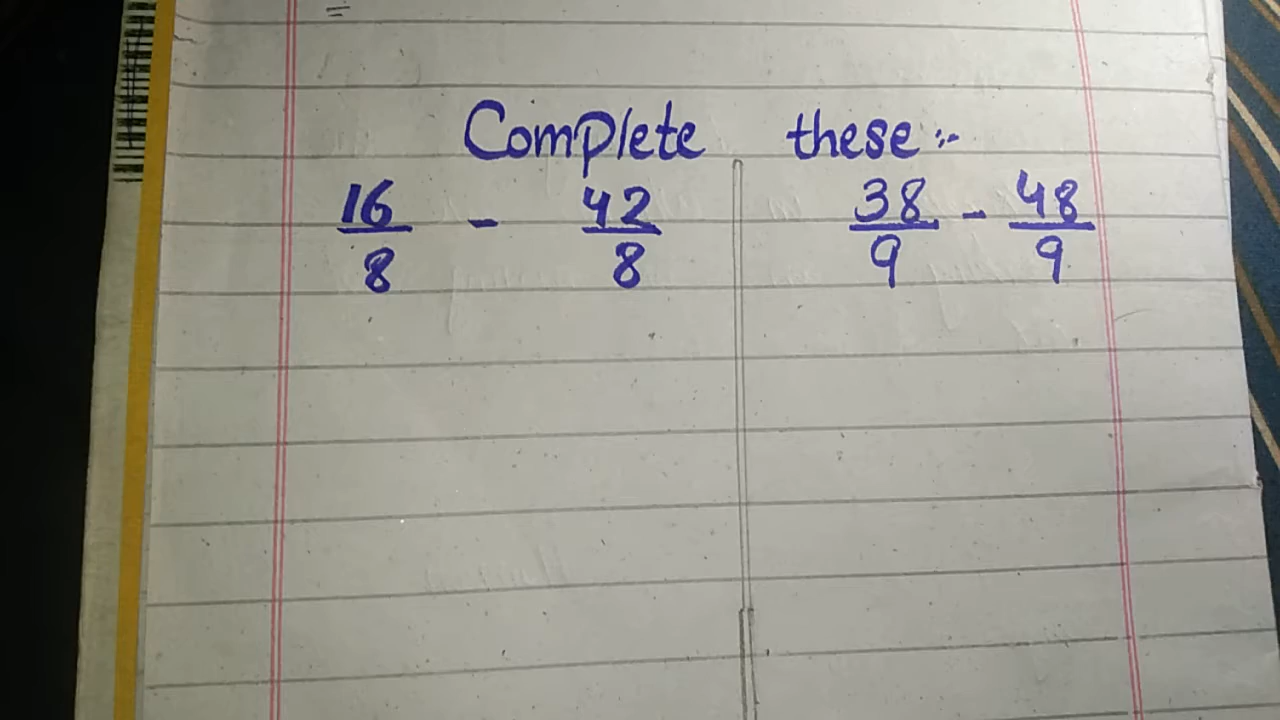 =
Complete these :-
16/8 - 42/8
38/9 - 48/9